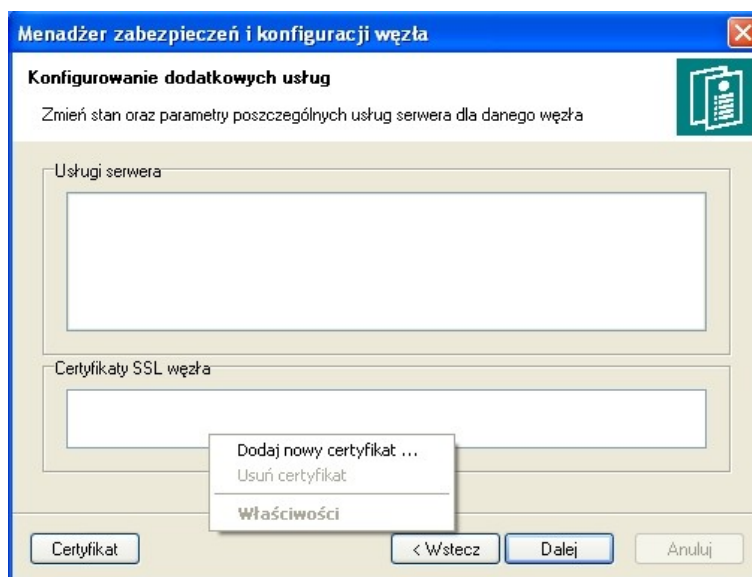 Menadżer zabezpieczeń i konfiguracji węzła
Konfigurowanie dodatkowych usług
Zmień stan oraz parametry poszczególnych usług serwera dla danego węzła
Usługi serwera
Certyfikaty SSL węzła
Dodaj nowy certyfikat ...
Usuń certyfikat
Właściwości
Certyfikat
< Wstecz
Dalej
Anuluj